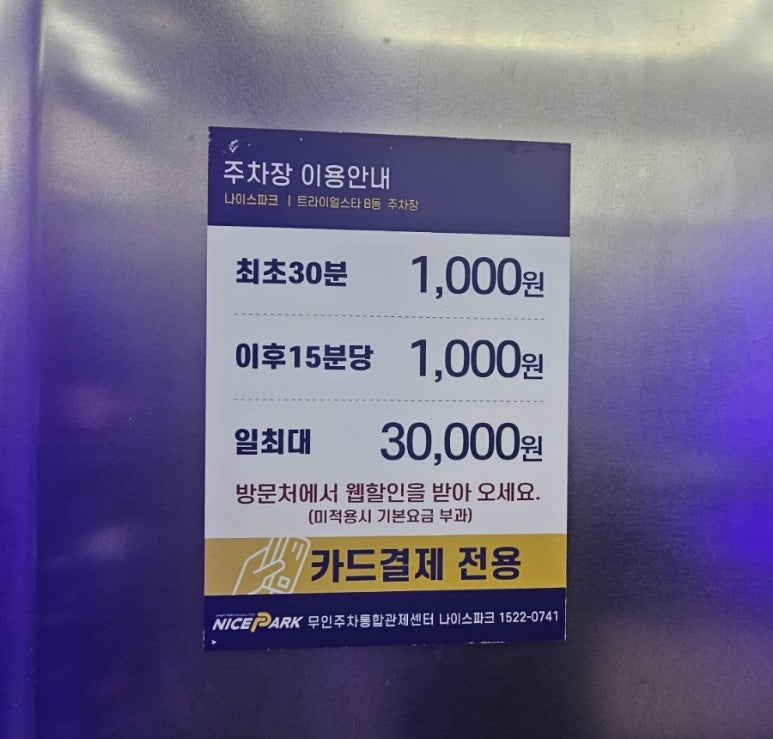 주차장 이용안내
나이스파크 | 트라이얼스타 B동 주차장
최초30분 1,000원
이후15분당 1,000원
일최대 30,000원
방문처에서 웹할인을 받아 오세요.
(미적용시 기본요금 부과)
카드결제 전용
NICEPARK 무인주차통합관제센터 나이스파크 1522-0741